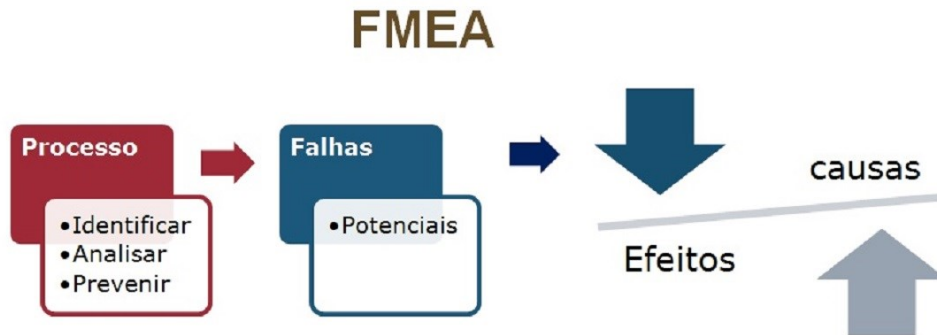 FMEA
Processo
•Identificar
•Analisar
•Prevenir
Falhas
•Potenciais
causas
Efeitos